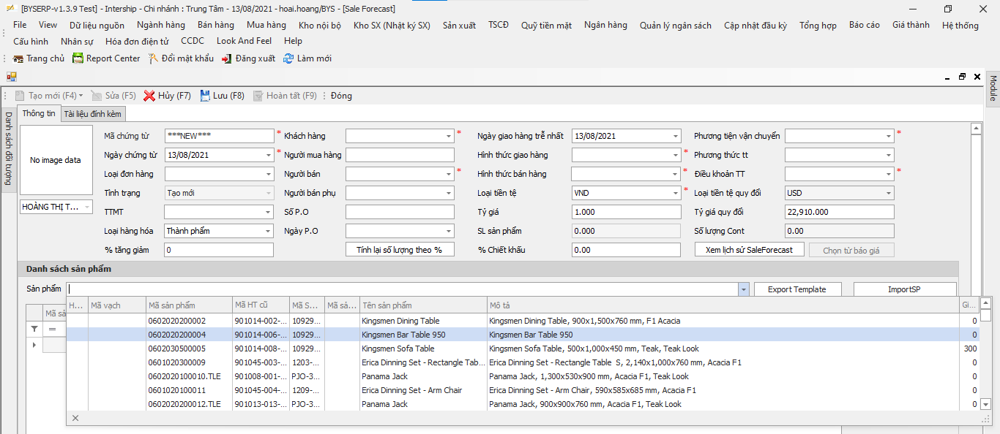 [BYSERP-v1.3.9 Test] - Intership - Chi nhánh : Trung Tâm - 13/08/2021 - hoai.hoang/BYS - [Sale Forecast]
File View Dữ liệu nguồn Ngành hàng Bán hàng Mua hàng Kho nội bộ Kho SX (Nhật ký SX) Sản xuất TSCĐ Quỹ tiền mặt Ngân hàng Quản lý ngân sách Cập nhật đầu kỳ Tổng hợp Báo cáo Giá thành Hệ thống
Cấu hình Nhân sự Hóa đơn điện tử CCDC Look And Feel Help
Trang chủ Report Center Đổi mật khẩu Đăng xuất Làm mới
Module
Tạo mới (F4) Sửa (F5) Hủy (F7) Lưu (F8) Hoàn tất (F9) Đóng
Danh sách đối tượng
Thông tin Tài liệu đính kèm
No image data
HOÀNG THỊ T...
Mã chứng từ ***NEW*** * Khách hàng * Ngày giao hàng trễ nhất 13/08/2021 Phương tiện vận chuyển *
Ngày chứng từ 13/08/2021 * Người mua hàng Hình thức giao hàng * Phương thức tt
Loại đơn hàng Người bán * Hình thức bán hàng * Điều khoản TT *
Tình trạng Tạo mới Người bán phụ Loại tiền tệ VND * Loại tiền tệ quy đổi USD
TTMT Số P.O Tỷ giá 1.000 Tỷ giá quy đổi 22,910.000
Loại hàng hóa Thành phẩm Ngày P.O SL sản phẩm 0.000 Số lượng Cont 0.00
% tăng giảm 0 Tính lại số lượng theo % % Chiết khấu 0.00 Xem lịch sử SaleForecast Chọn từ báo giá
Danh sách sản phẩm
Sản phẩm Export Template ImportSP
Mã sả
=
H... Mã vạch Mã sản phẩm Mã HT cũ Mã S... Mã sả... Tên sản phẩm Mô tả Gi...
0602020200002 901014-002-... 10929... Kingsmen Dining Table Kingsmen Dining Table, 900x1,500x760 mm, F1 Acacia 0
0602020200004 901014-006-... 10929... Kingsmen Bar Table 950 Kingsmen Bar Table 950 0
0602030500005 901014-008-... 10929... Kingsmen Sofa Table Kingsmen Sofa Table, 500x1,000x450 mm, Teak, Teak Look 300
0601020300009 901045-003-... 1203-... Erica Dinning Set - Rectangle Tab... Erica Dinning Set - Rectangle Table S, 2,140x1,000x760 mm, Acacia F1 0
0602020100010.TLE 901008-001-... PJO-3... Panama Jack Panama Jack, 1,300x530x900 mm, Acacia F1, Teak Look 0
0601020100011 901045-004-... 1209-... Erica Dinning Set - Arm Chair Erica Dinning Set - Arm Chair, 590x585x685 mm, Acacia F1 0
0602020200012.TLE 901013-013-... PJO-3... Panama Jack Panama Jack, 900x900x760 mm, Acacia F1, Teak Look 0